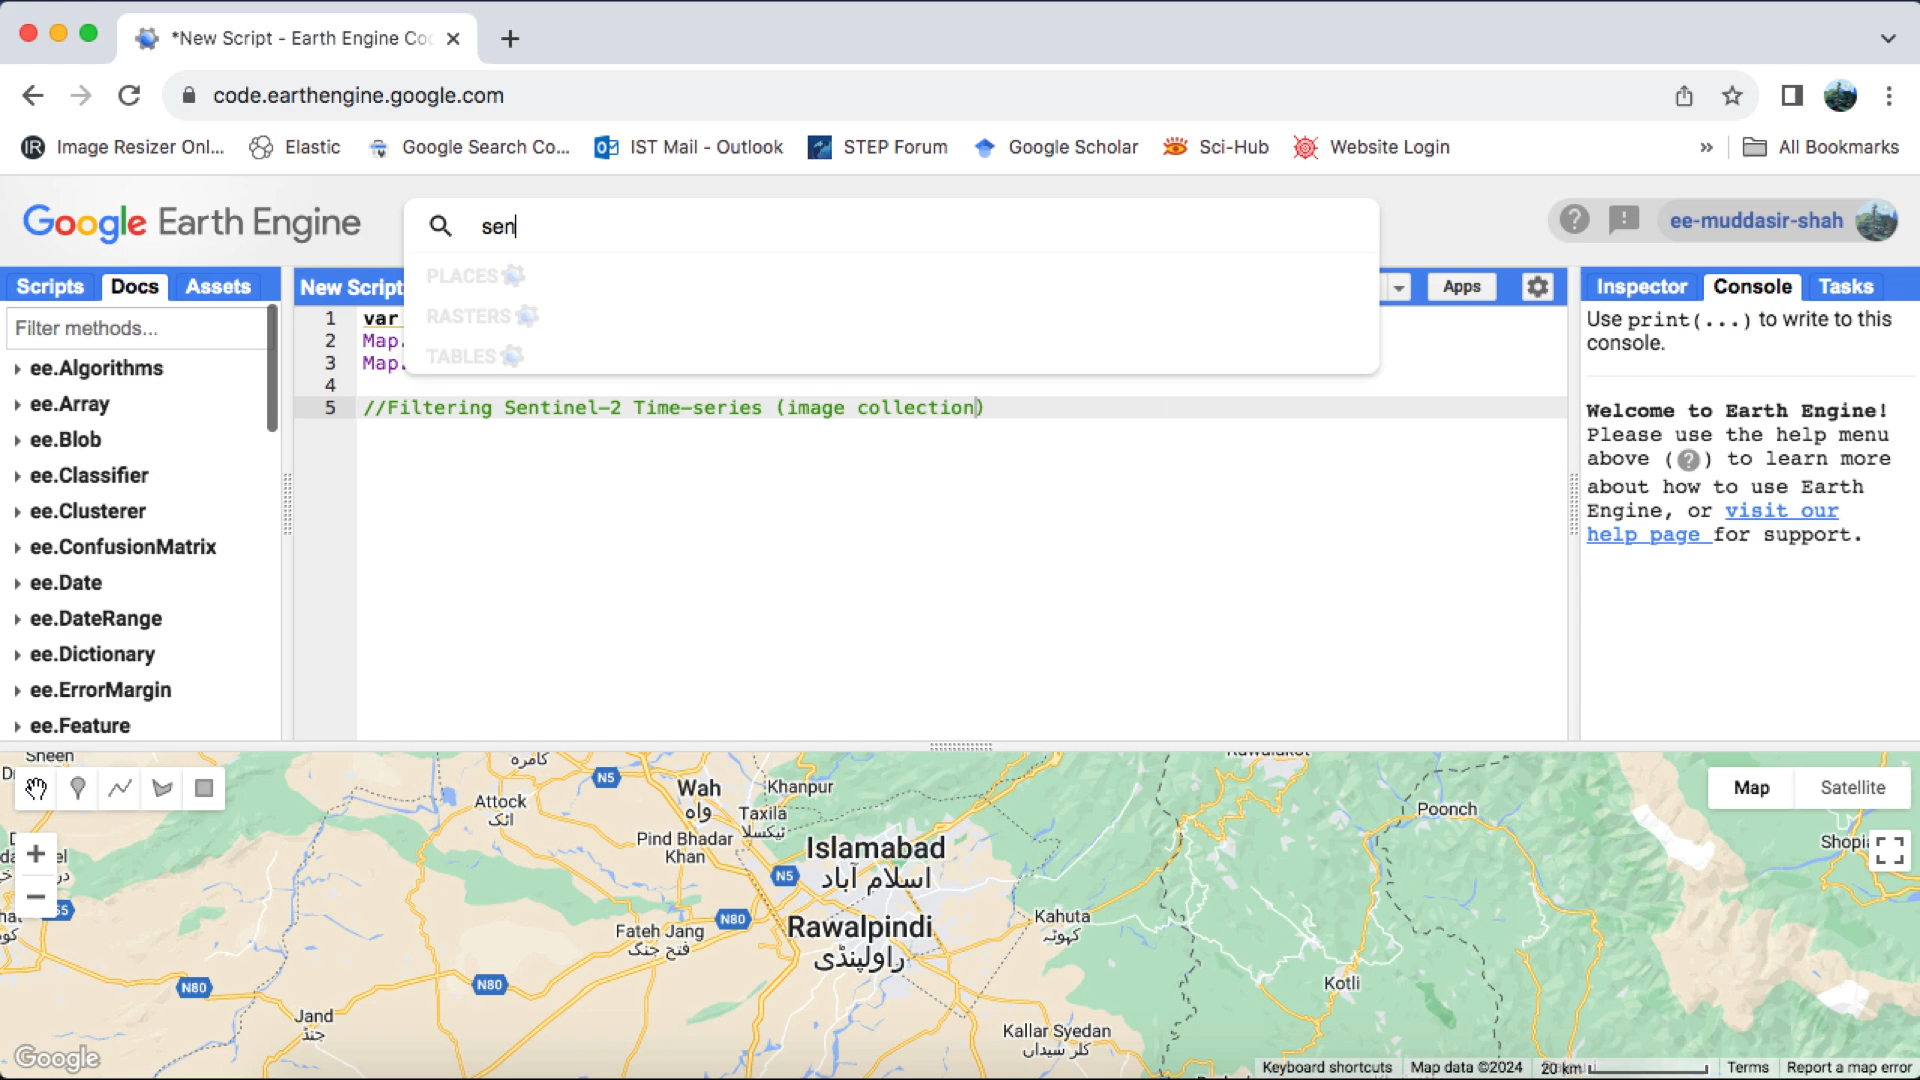 *New Script - Earth Engine Co
code.earthengine.google.com
Image Resizer Onl...
Elastic
Google Search Co...
IST Mail - Outlook
STEP Forum
Google Scholar
Sci-Hub
Website Login
»
All Bookmarks
Google Earth Engine
sen
ee-muddasir-shah
PLACES
RASTERS
TABLES
Scripts
Docs
Assets
New Script
Apps
Inspector
Console
Tasks
Filter methods...
ee.Algorithms
ee.Array
ee.Blob
ee.Classifier
ee.Clusterer
ee.ConfusionMatrix
ee.Date
ee.DateRange
ee.Dictionary
ee.ErrorMargin
ee.Feature
1 var
2 Map.
3 Map.
4
5 //Filtering Sentinel-2 Time-series (image collection)
Use print(...) to write to this
console.
Welcome to Earth Engine!
Please use the help menu
above (?) to learn more
about how to use Earth
Engine, or visit our
help page for support.
Sheen
كامره
N5
Wah
واہ
Khanpur
Attock
اٹک
Taxila
ٹیکسلا
Pind Bhadar
Khan
Islamabad
اسلام آباد
N5
N80
Rawalpindi
راولپنڈی
Fateh Jang
فتح جنگ
Kahuta
کہوٹہ
Poonch
Map
Satellite
Shopi
+
−
55
N80
N80
Kotli
Jand
جنڈ
Kallar Syedan
کلر سیداں
Google
Keyboard shortcuts
Map data ©2024
20 km
Terms
Report a map error